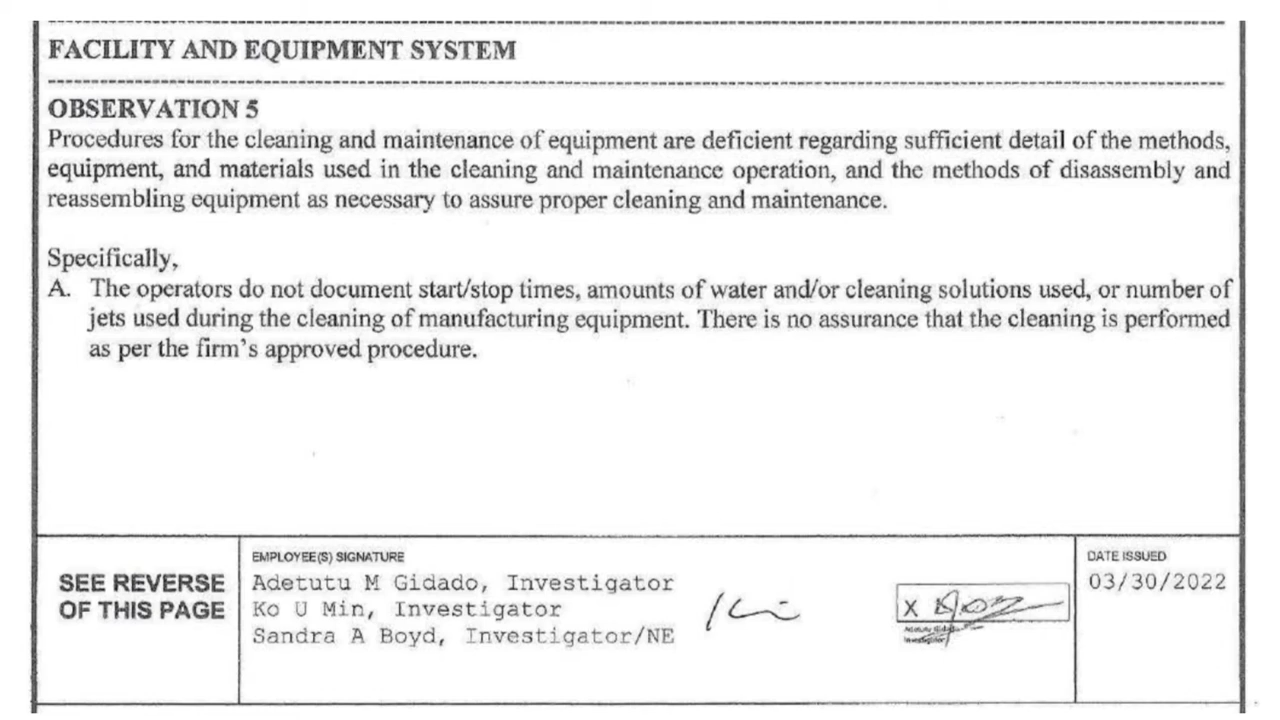 FACILITY AND EQUIPMENT SYSTEM
OBSERVATION 5
Procedures for the cleaning and maintenance of equipment are deficient regarding sufficient detail of the methods,
equipment, and materials used in the cleaning and maintenance operation, and the methods of disassembly and
reassembling equipment as necessary to assure proper cleaning and maintenance.
Specifically,
A. The operators do not document start/stop times, amounts of water and/or cleaning solutions used, or number of
jets used during the cleaning of manufacturing equipment. There is no assurance that the cleaning is performed
as per the firm's approved procedure.
SEE REVERSE
OF THIS PAGE
EMPLOYEE(S) SIGNATURE
Adetutu M Gidado, Investigator
Ko U Min, Investigator
Sandra A Boyd, Investigator/NE
X
DATE ISSUED
03/30/2022